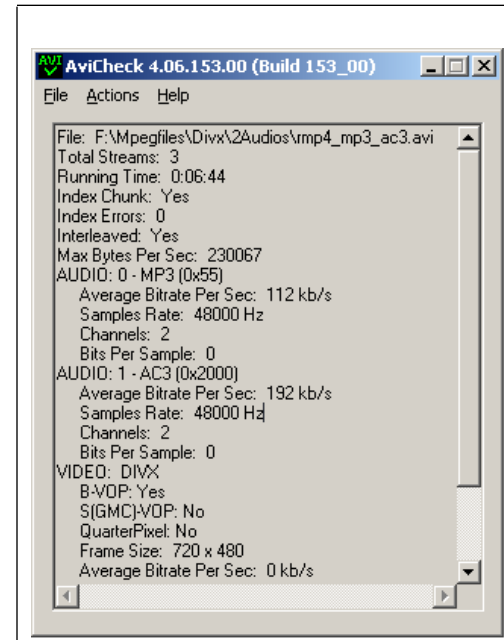 AVI
AviCheck 4.06.153.00 (Build 153_00)
File Actions Help
File: F:\Mpegfiles\Divx\2Audios\rmp4_mp3_ac3.avi
Total Streams: 3
Running Time: 0:06:44
Index Chunk: Yes
Index Errors: 0
Interleaved: Yes
Max Bytes Per Sec: 230067
AUDIO: 0 - MP3 (0x55)
Average Bitrate Per Sec: 112 kb/s
Samples Rate: 48000 Hz
Channels: 2
Bits Per Sample: 0
AUDIO: 1 - AC3 (0x2000)
Average Bitrate Per Sec: 192 kb/s
Samples Rate: 48000 Hz
Channels: 2
Bits Per Sample: 0
VIDEO: DIVX
B-VOP: Yes
S(GMC)-VOP: No
QuarterPixel: No
Frame Size: 720 x 480
Average Bitrate Per Sec: 0 kb/s